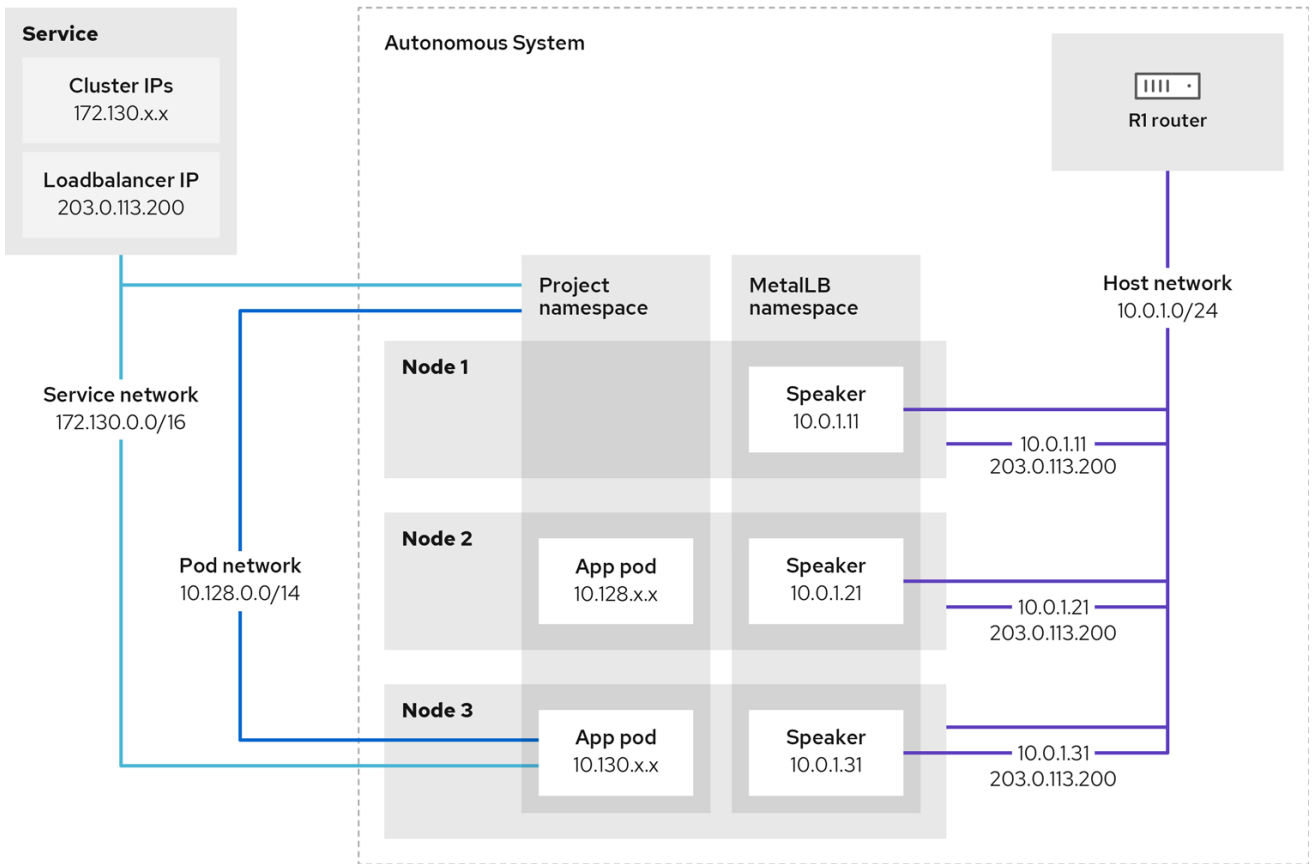 Service
Cluster IPs
172.130.x.x
Loadbalancer IP
203.0.113.200
Autonomous System
R1 router
Host network
10.0.1.0/24
Project
namespace
MetalLB
namespace
Service network
172.130.0.0/16
Pod network
10.128.0.0/14
Node 1
Speaker
10.0.1.11
10.0.1.11
203.0.113.200
Node 2
App pod
10.128.x.x
Speaker
10.0.1.21
10.0.1.21
203.0.113.200
Node 3
App pod
10.130.x.x
Speaker
10.0.1.31
10.0.1.31
203.0.113.200